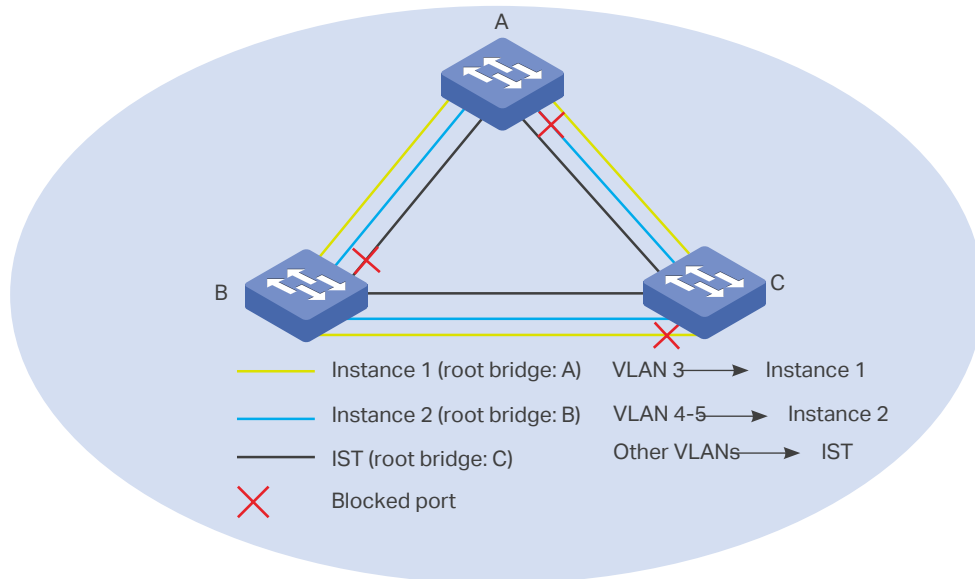 A
B
C
Instance 1 (root bridge: A) VLAN 3 Instance 1
Instance 2 (root bridge: B) VLAN 4-5 Instance 2
IST (root bridge: C) Other VLANs IST
Blocked port